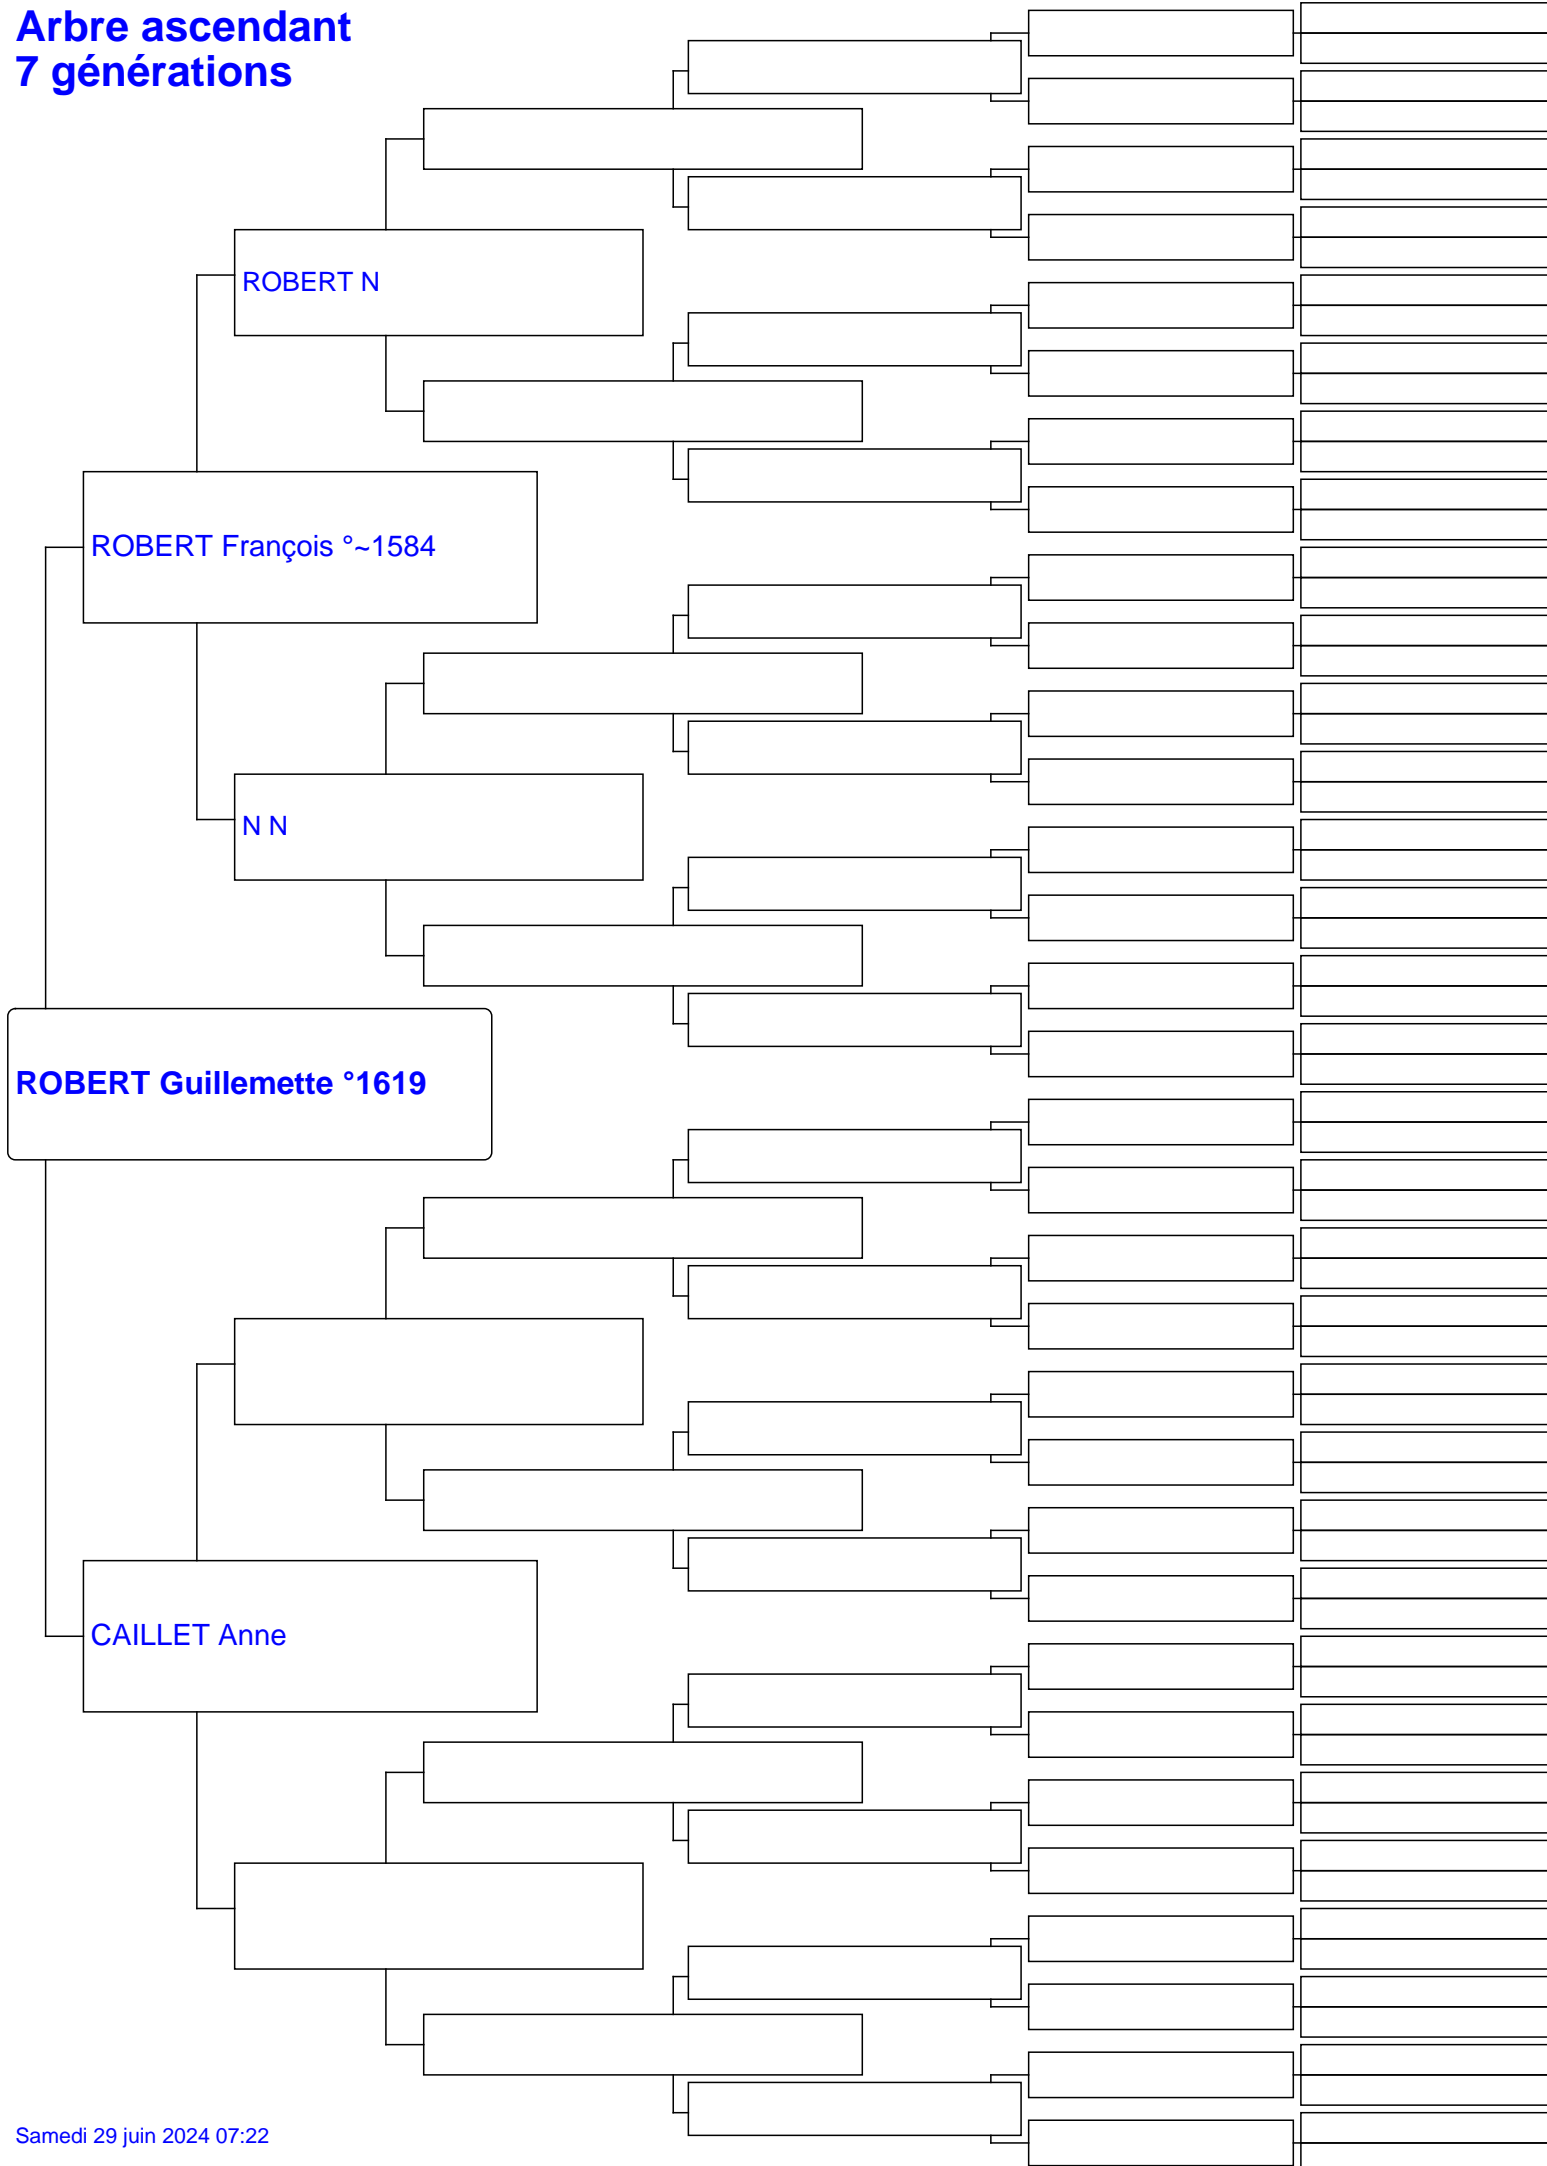 Arbre ascendant
7 générations
ROBERT N
ROBERT François °~1584
N N
ROBERT Guillemette °1619
CAILLET Anne
Samedi 29 juin 2024 07:22